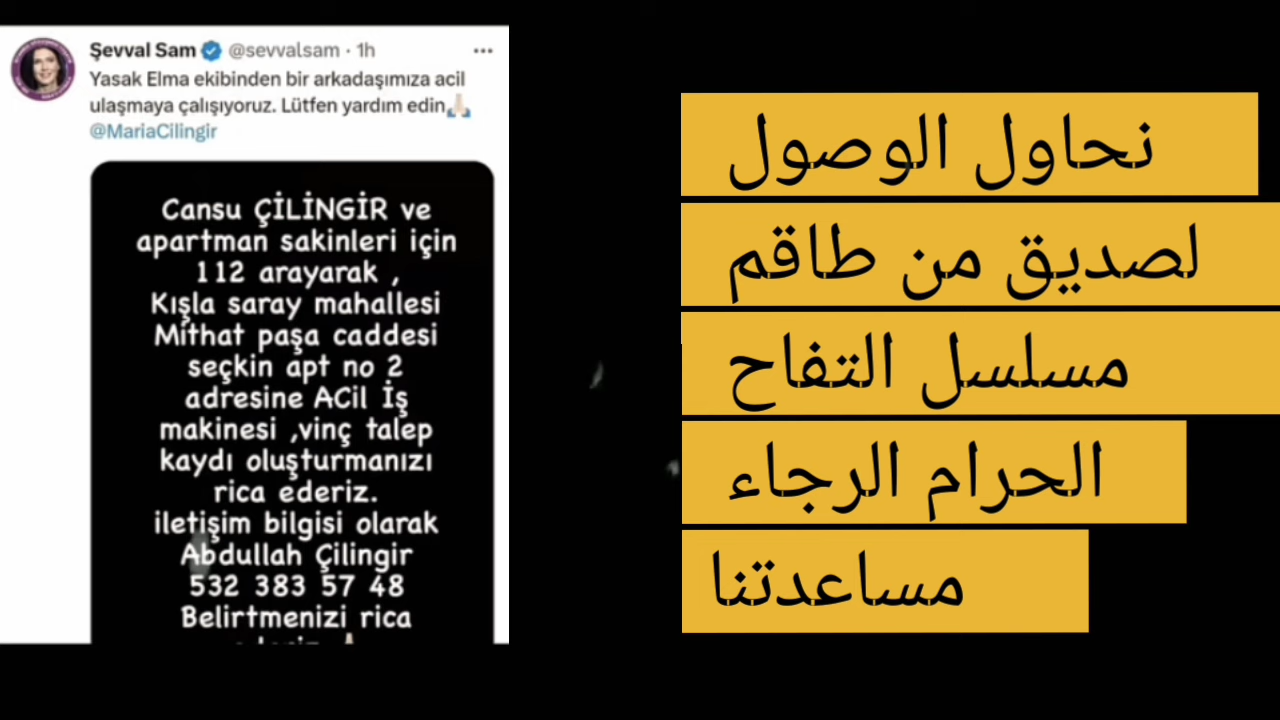 Şevval Sam @sevvalsam · 1h
Yasak Elma ekibinden bir arkadaşımıza acil
ulaşmaya çalışıyoruz. Lütfen yardım edin🙏🏻
@MariaCilingir
Cansu ÇİLİNGİR ve
apartman sakinleri için
112 arayarak ,
Kışla saray mahallesi
Mithat paşa caddesi
seçkin apt no 2
adresine ACil İş
makinesi ,vinç talep
kaydı oluşturmanızı
rica ederiz.
iletişim bilgisi olarak
Abdullah Çilingir
532 383 57 48
Belirtmenizi rica
نحاول الوصول
لصديق من طاقم
مسلسل التفاح
الحرام الرجاء
مساعدتنا